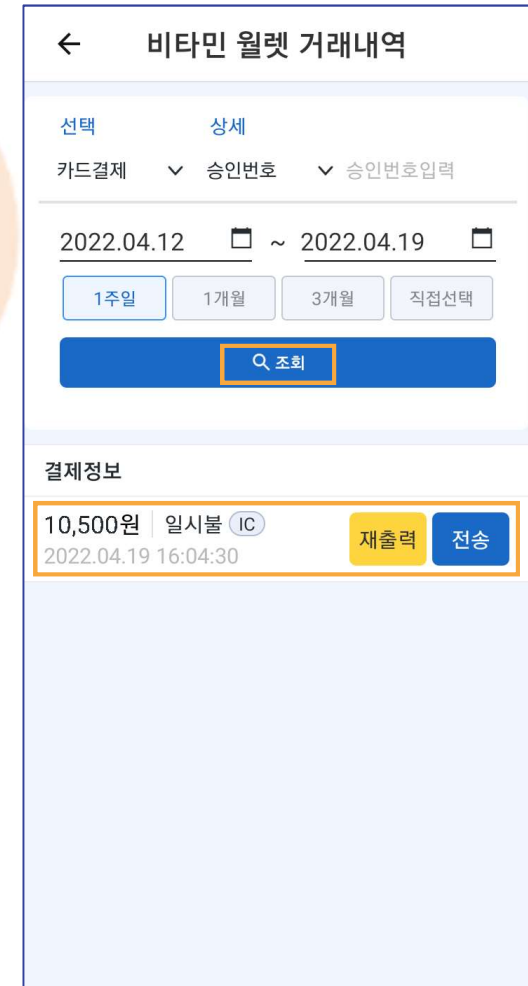 비타민 월렛 거래내역
선택 상세
카드결제 승인번호 승인번호입력
2022.04.12 ~ 2022.04.19
1주일 1개월 3개월 직접선택
조회
결제정보
10,500원 일시불 IC
2022.04.19 16:04:30
재출력 전송